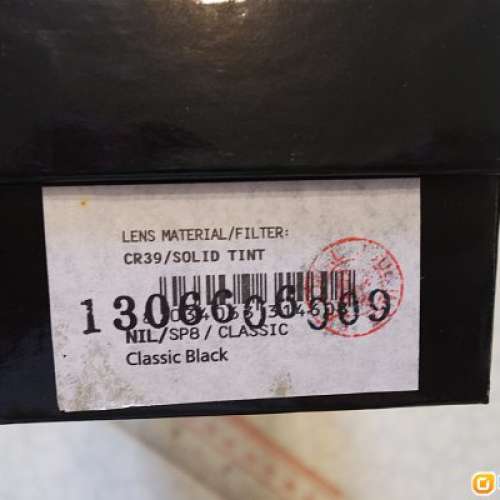 LENS MATERIAL/FILTER:
CR39/SOLID TINT
1306606909
NIL/SP8 / CLASSIC
Classic Black